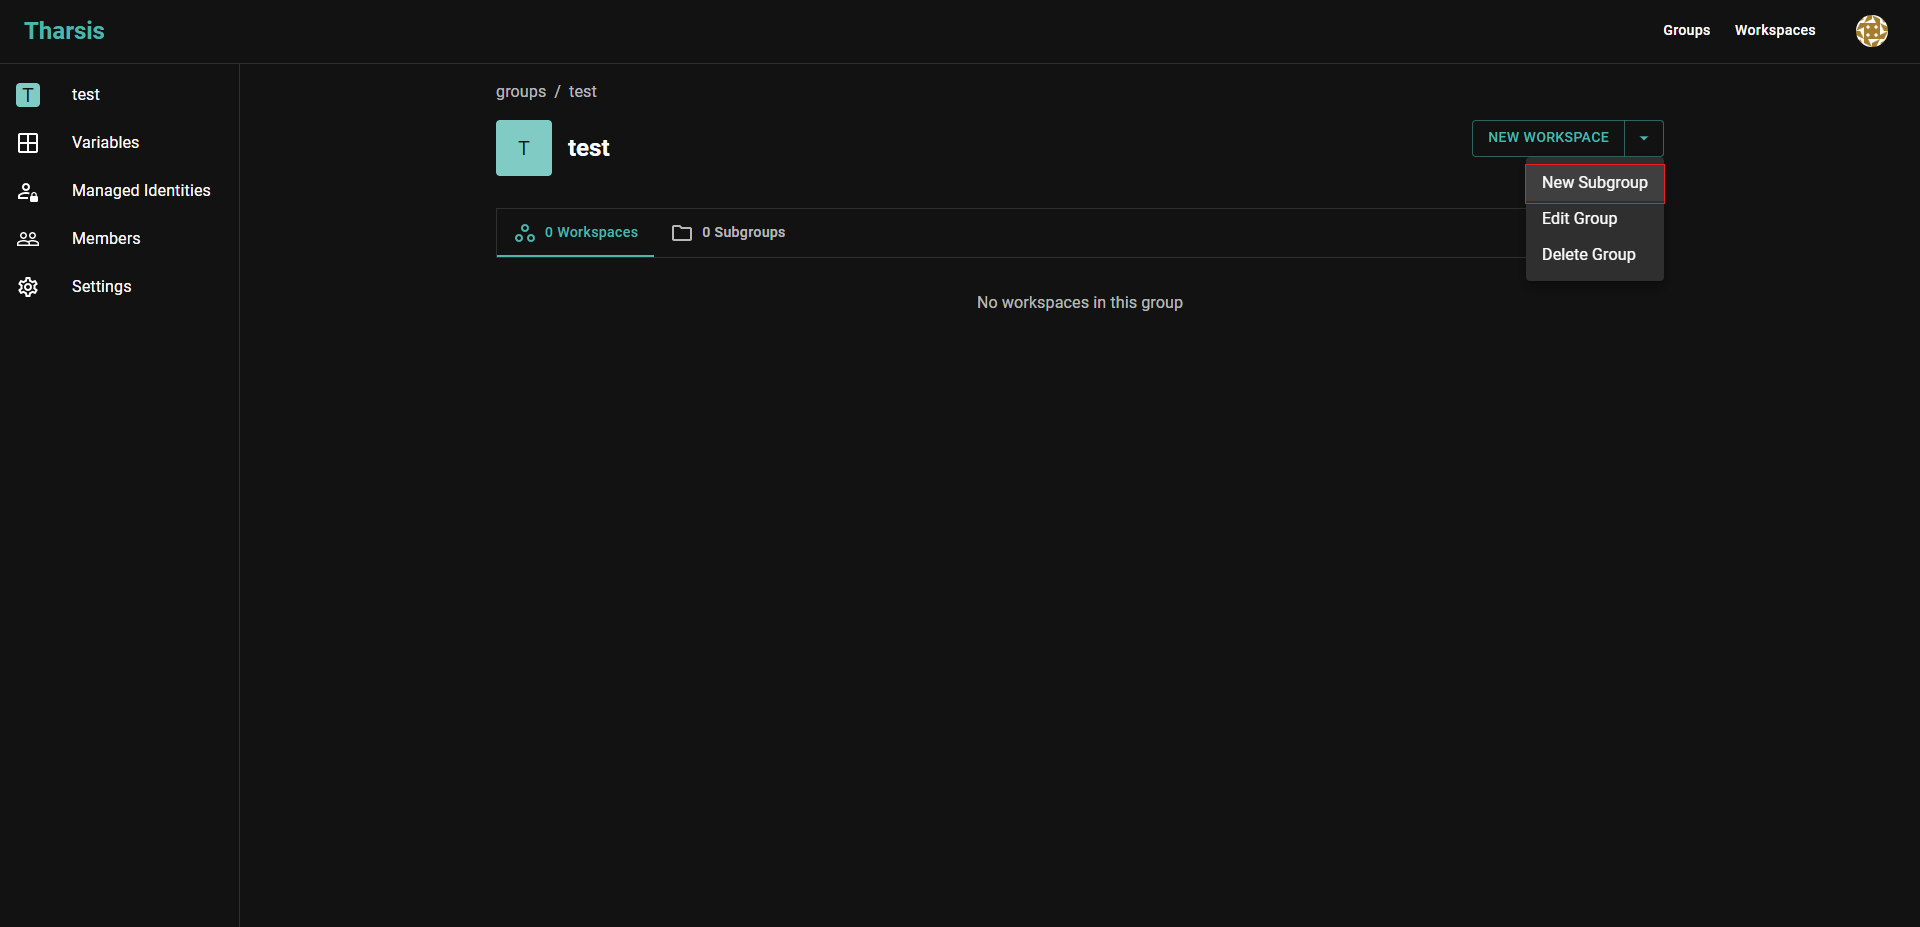 Tharsis
Groups Workspaces
T test
Variables
Managed Identities
Members
Settings
groups / test
T test
NEW WORKSPACE
New Subgroup
Edit Group
Delete Group
0 Workspaces 0 Subgroups
No workspaces in this group